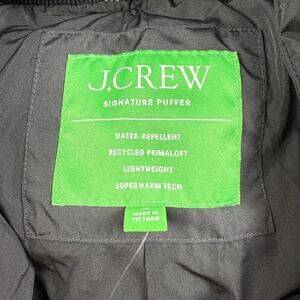 J.CREW
SIGNATURE PUFFER
WATER-REPELLENT
RECYCLED PRIMALOFT
LIGHTWEIGHT
SUPERWARM TECH
MADE IN
VIETNAM